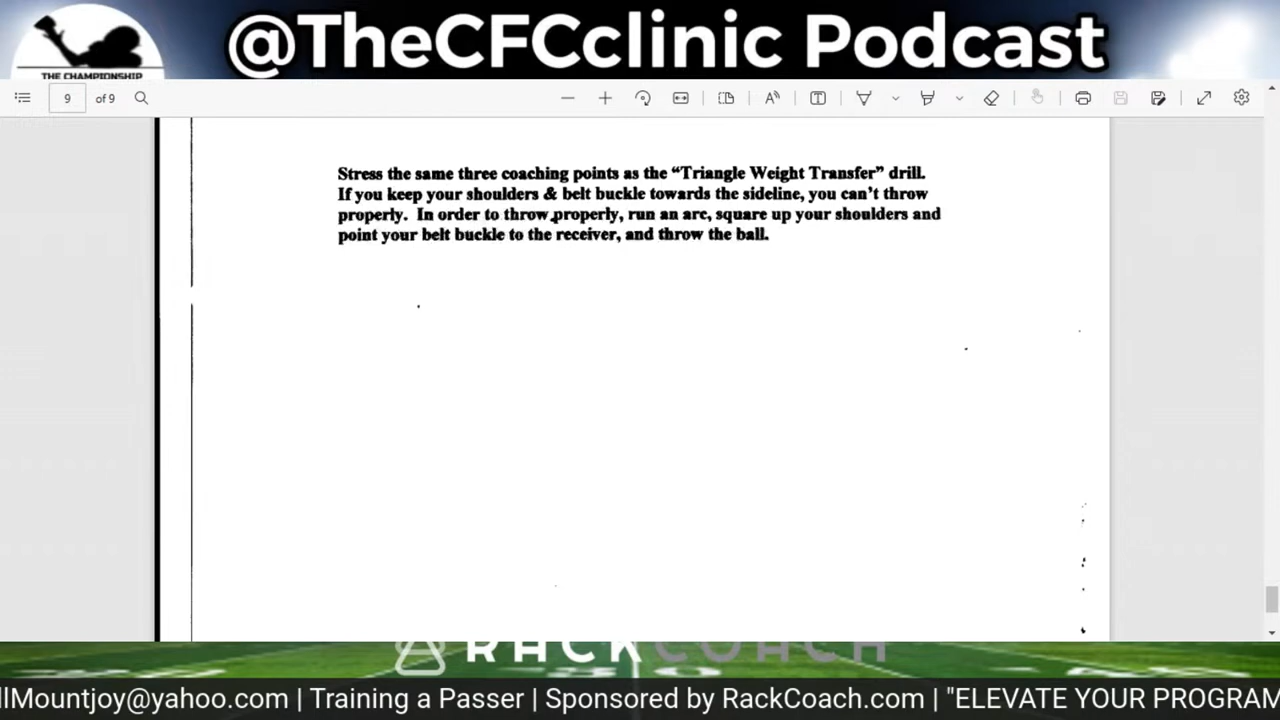 @TheCFCclinic Podcast
THE CHAMPIONSHIP
9 of 9
Stress the same three coaching points as the “Triangle Weight Transfer” drill.
If you keep your shoulders & belt buckle towards the sideline, you can’t throw
properly. In order to throw properly, run an arc, square up your shoulders and
point your belt buckle to the receiver, and throw the ball.
RACKCOACH
llMountjoy@yahoo.com | Training a Passer | Sponsored by RackCoach.com | "ELEVATE YOUR PROGRAM